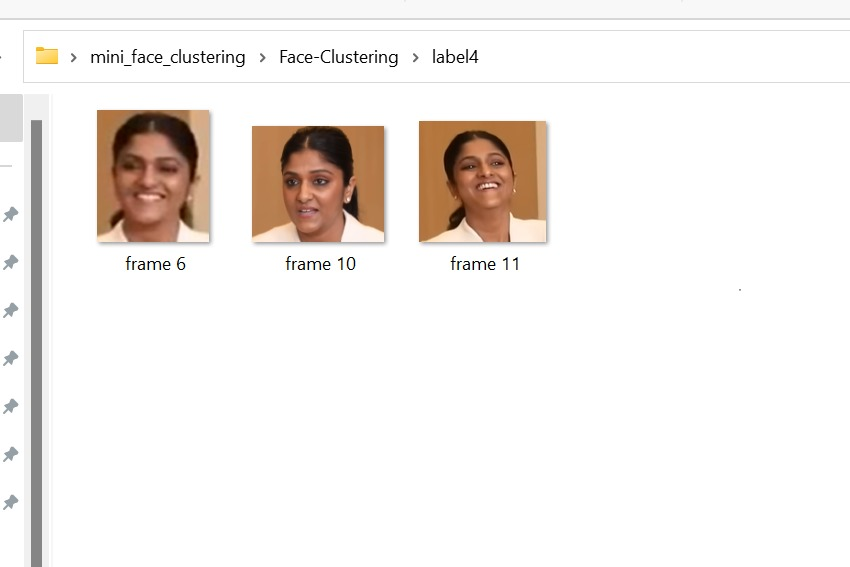 mini_face_clustering > Face-Clustering > label4
frame 6
frame 10
frame 11